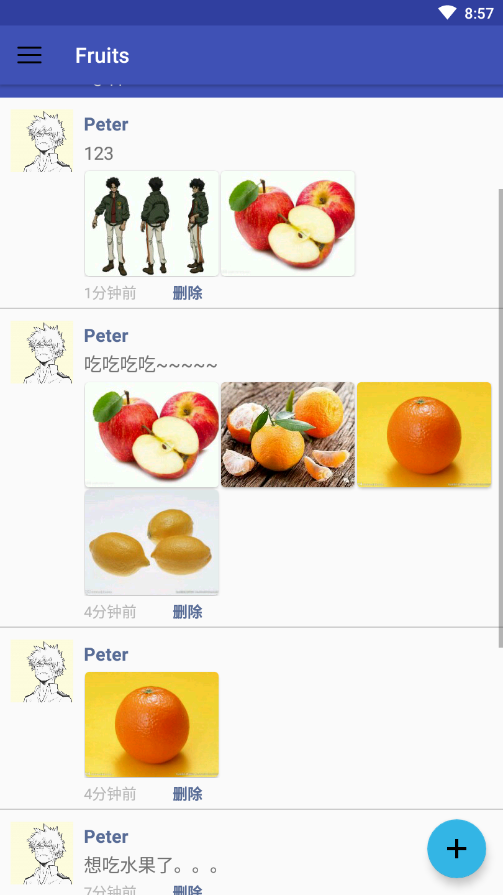 8:57
Fruits
Peter
123
1分钟前 删除
Peter
吃吃吃吃~~~~~
4分钟前 删除
Peter
4分钟前 删除
Peter
想吃水果了。。。
7分钟前 删除